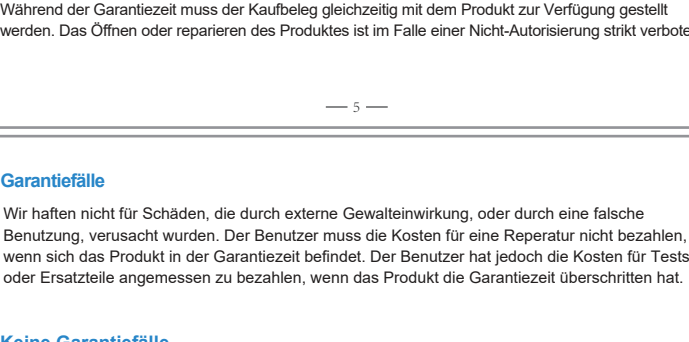 Während der Garantiezeit muss der Kaufbeleg gleichzeitig mit dem Produkt zur Verfügung gestellt
werden. Das Öffnen oder reparieren des Produktes ist im Falle einer Nicht-Autorisierung strikt verbote
— 5 —
Garantiefälle
Wir haften nicht für Schäden, die durch externe Gewalteinwirkung, oder durch eine falsche
Benutzung, verusacht wurden. Der Benutzer muss die Kosten für eine Reperatur nicht bezahlen,
wenn sich das Produkt in der Garantiezeit befindet. Der Benutzer hat jedoch die Kosten für Tests
oder Ersatzteile angemessen zu bezahlen, wenn das Produkt die Garantiezeit überschritten hat.
Keine Garantiefälle